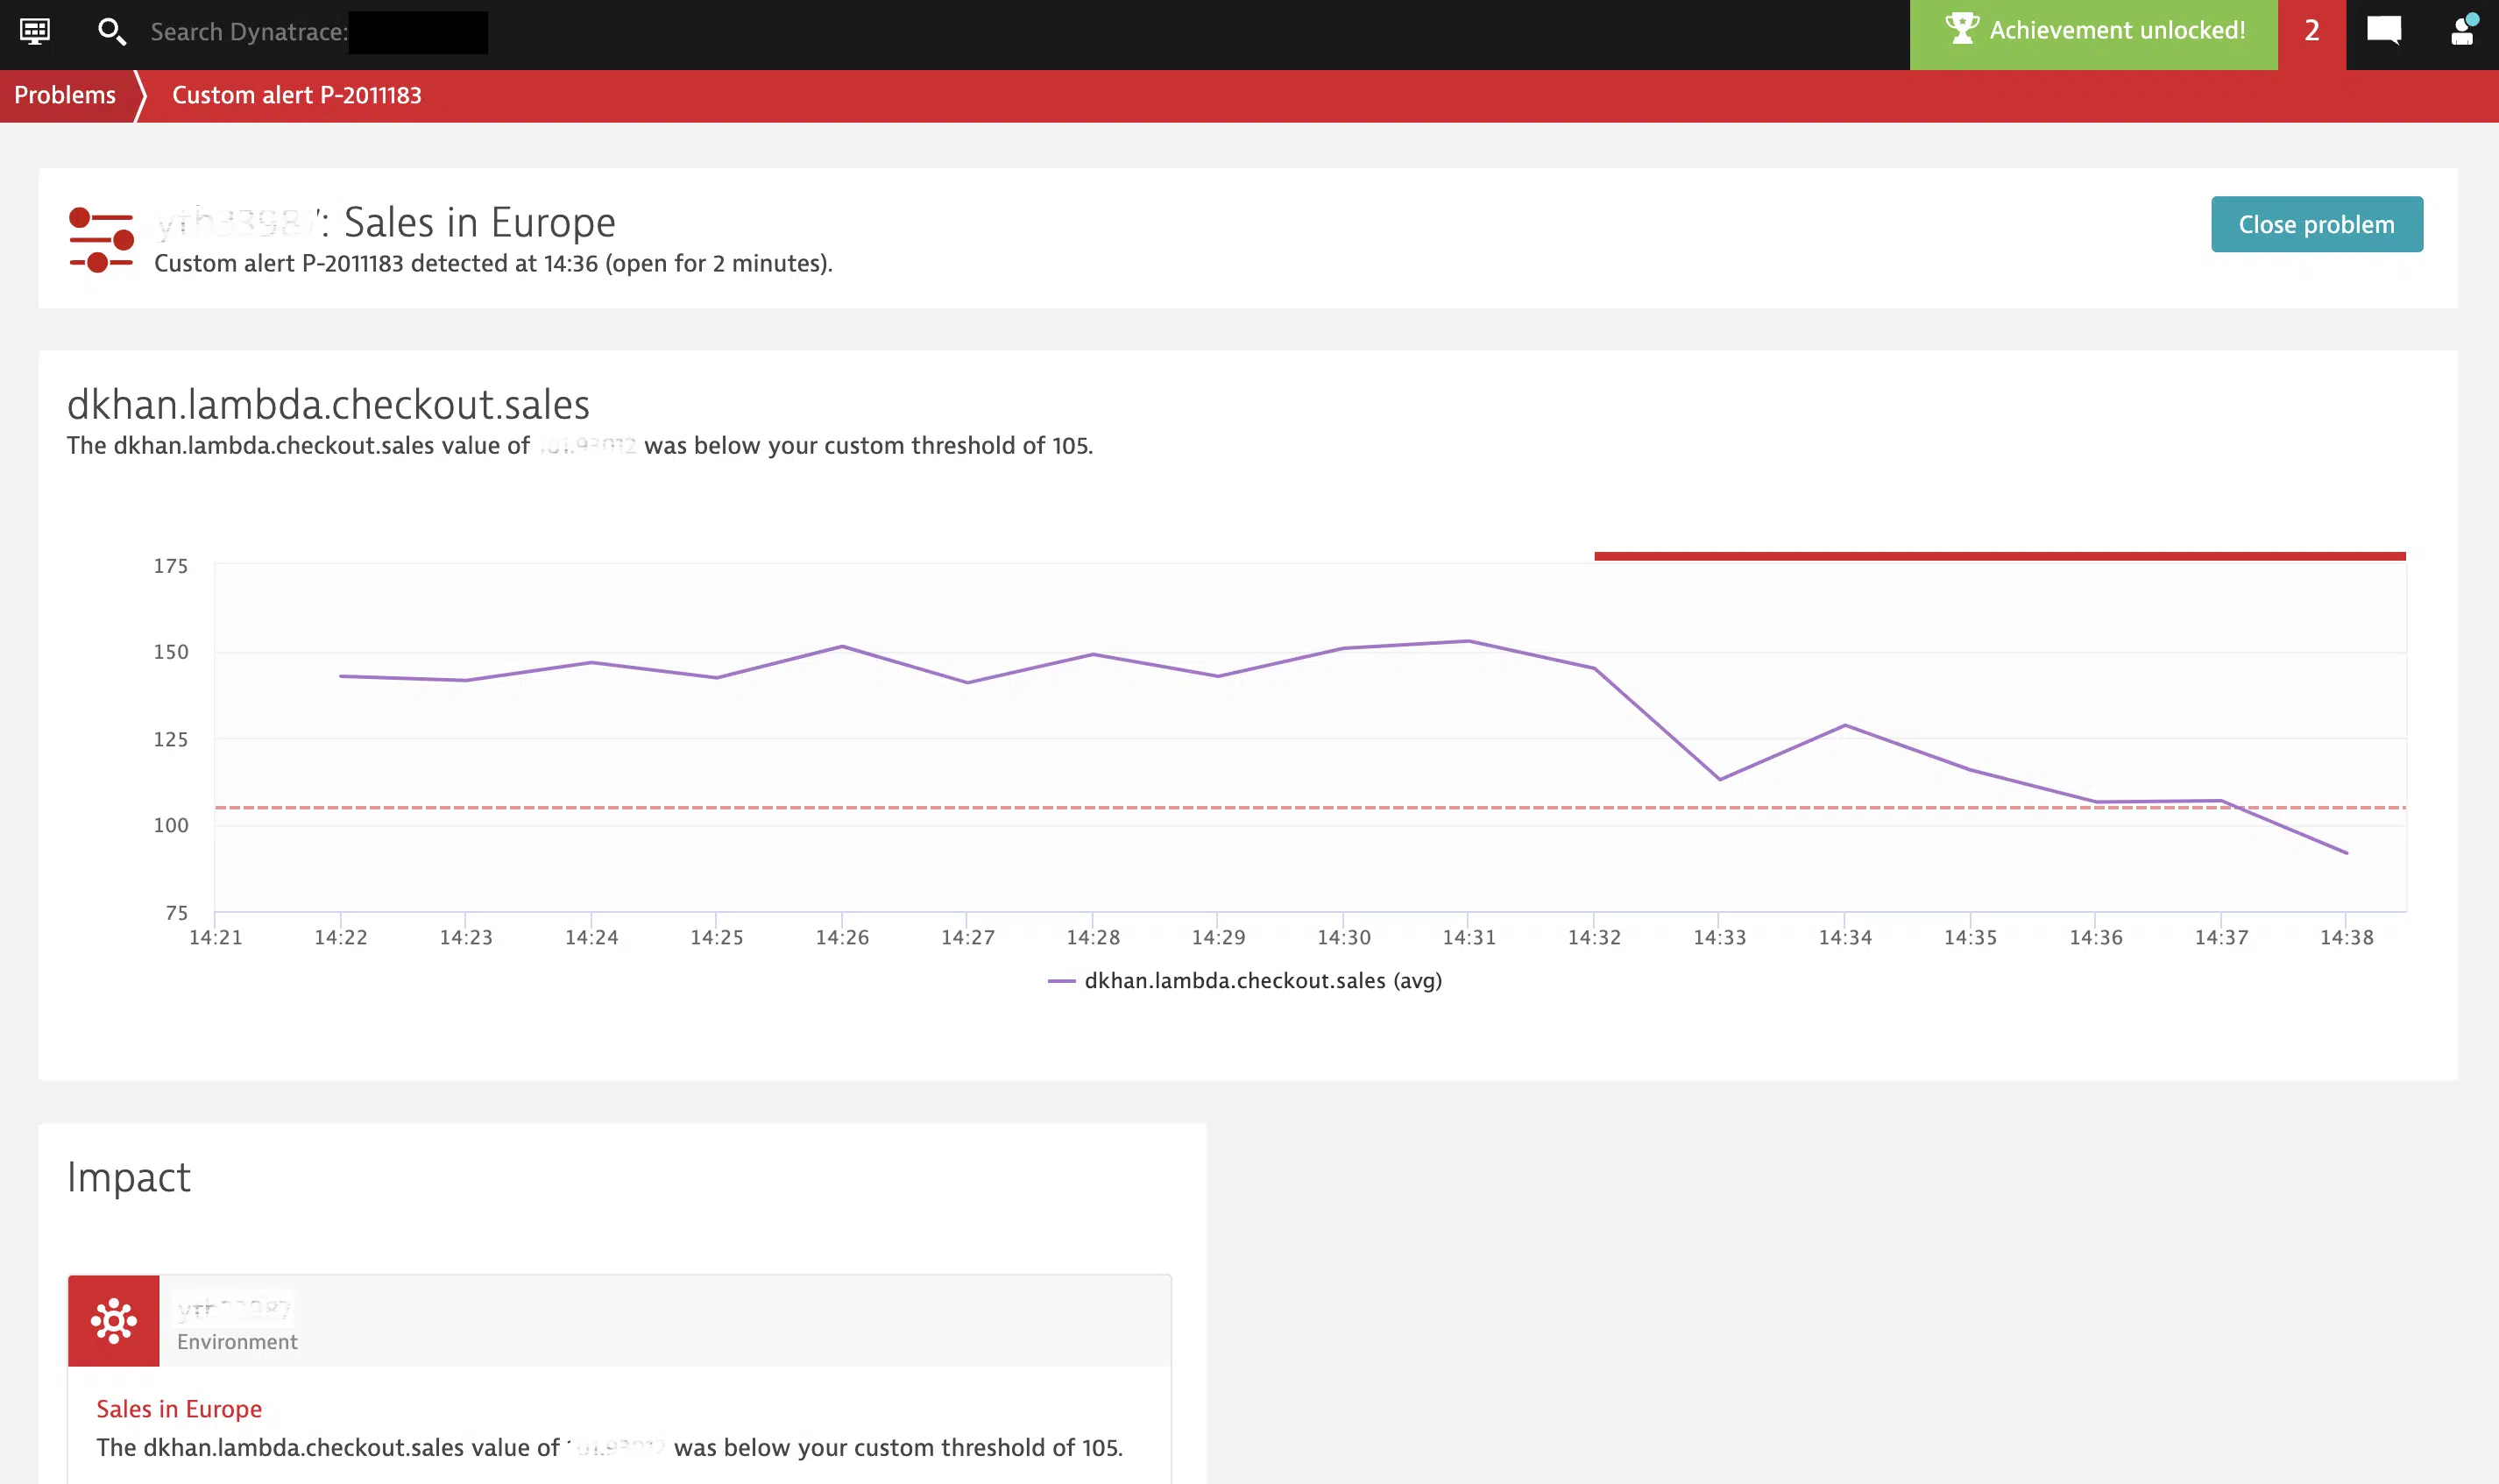 Search Dynatrace:
Achievement unlocked!
2
Problems
Custom alert P-2011183
: Sales in Europe
Custom alert P-2011183 detected at 14:36 (open for 2 minutes).
Close problem
dkhan.lambda.checkout.sales
The dkhan.lambda.checkout.sales value of was below your custom threshold of 105.
175
150
125
100
75
14:21 14:22 14:23 14:24 14:25 14:26 14:27 14:28 14:29 14:30 14:31 14:32 14:33 14:34 14:35 14:36 14:37 14:38
dkhan.lambda.checkout.sales (avg)
Impact
Environment
Sales in Europe
The dkhan.lambda.checkout.sales value of was below your custom threshold of 105.